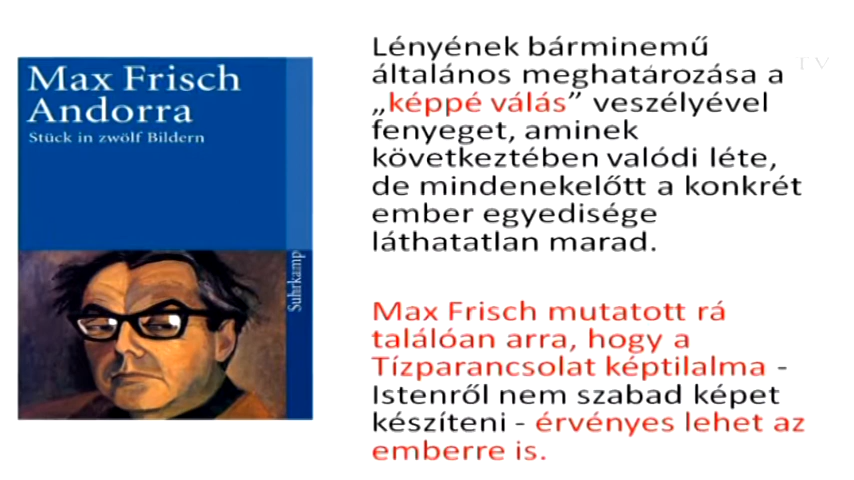 Max Frisch
Andorra
Stück in zwölf Bildern
Suhrkamp
Lényének bárminemű
általános meghatározása a
„képpé válás” veszélyével
fenyeget, aminek
következtében valódi léte,
de mindenekelőtt a konkrét
ember egyedisége
láthatatlan marad.
Max Frisch mutatott rá
találóan arra, hogy a
Tízparancsolat képtilalma -
Istenről nem szabad képet
készíteni - érvényes lehet az
emberre is.